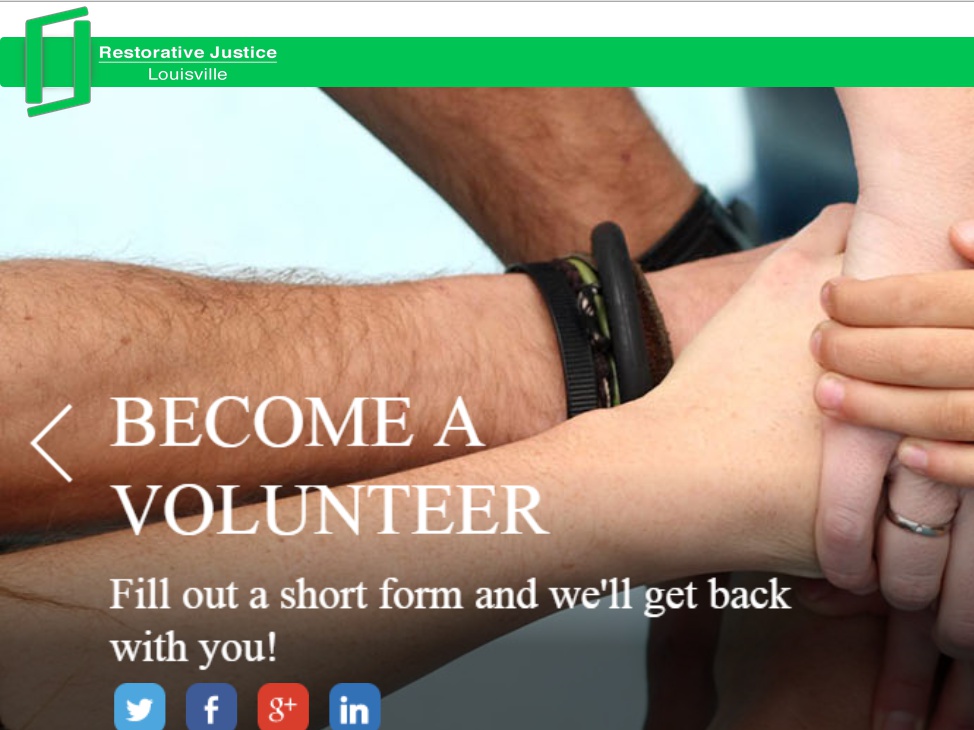 Restorative Justice
Louisville
BECOME A
VOLUNTEER
Fill out a short form and we'll get back
with you!
f g+ in